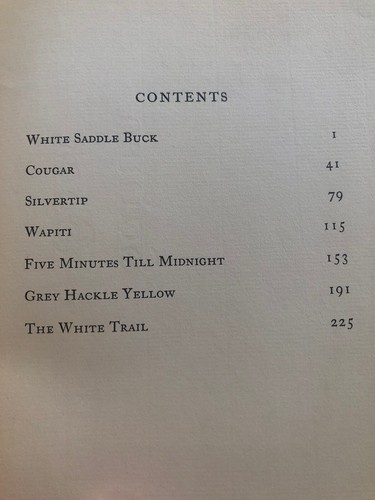 CONTENTS
WHITE SADDLE BUCK 1
COUGAR 41
SILVERTIP 79
WAPITI 115
FIVE MINUTES TILL MIDNIGHT 153
GREY HACKLE YELLOW 191
THE WHITE TRAIL 225